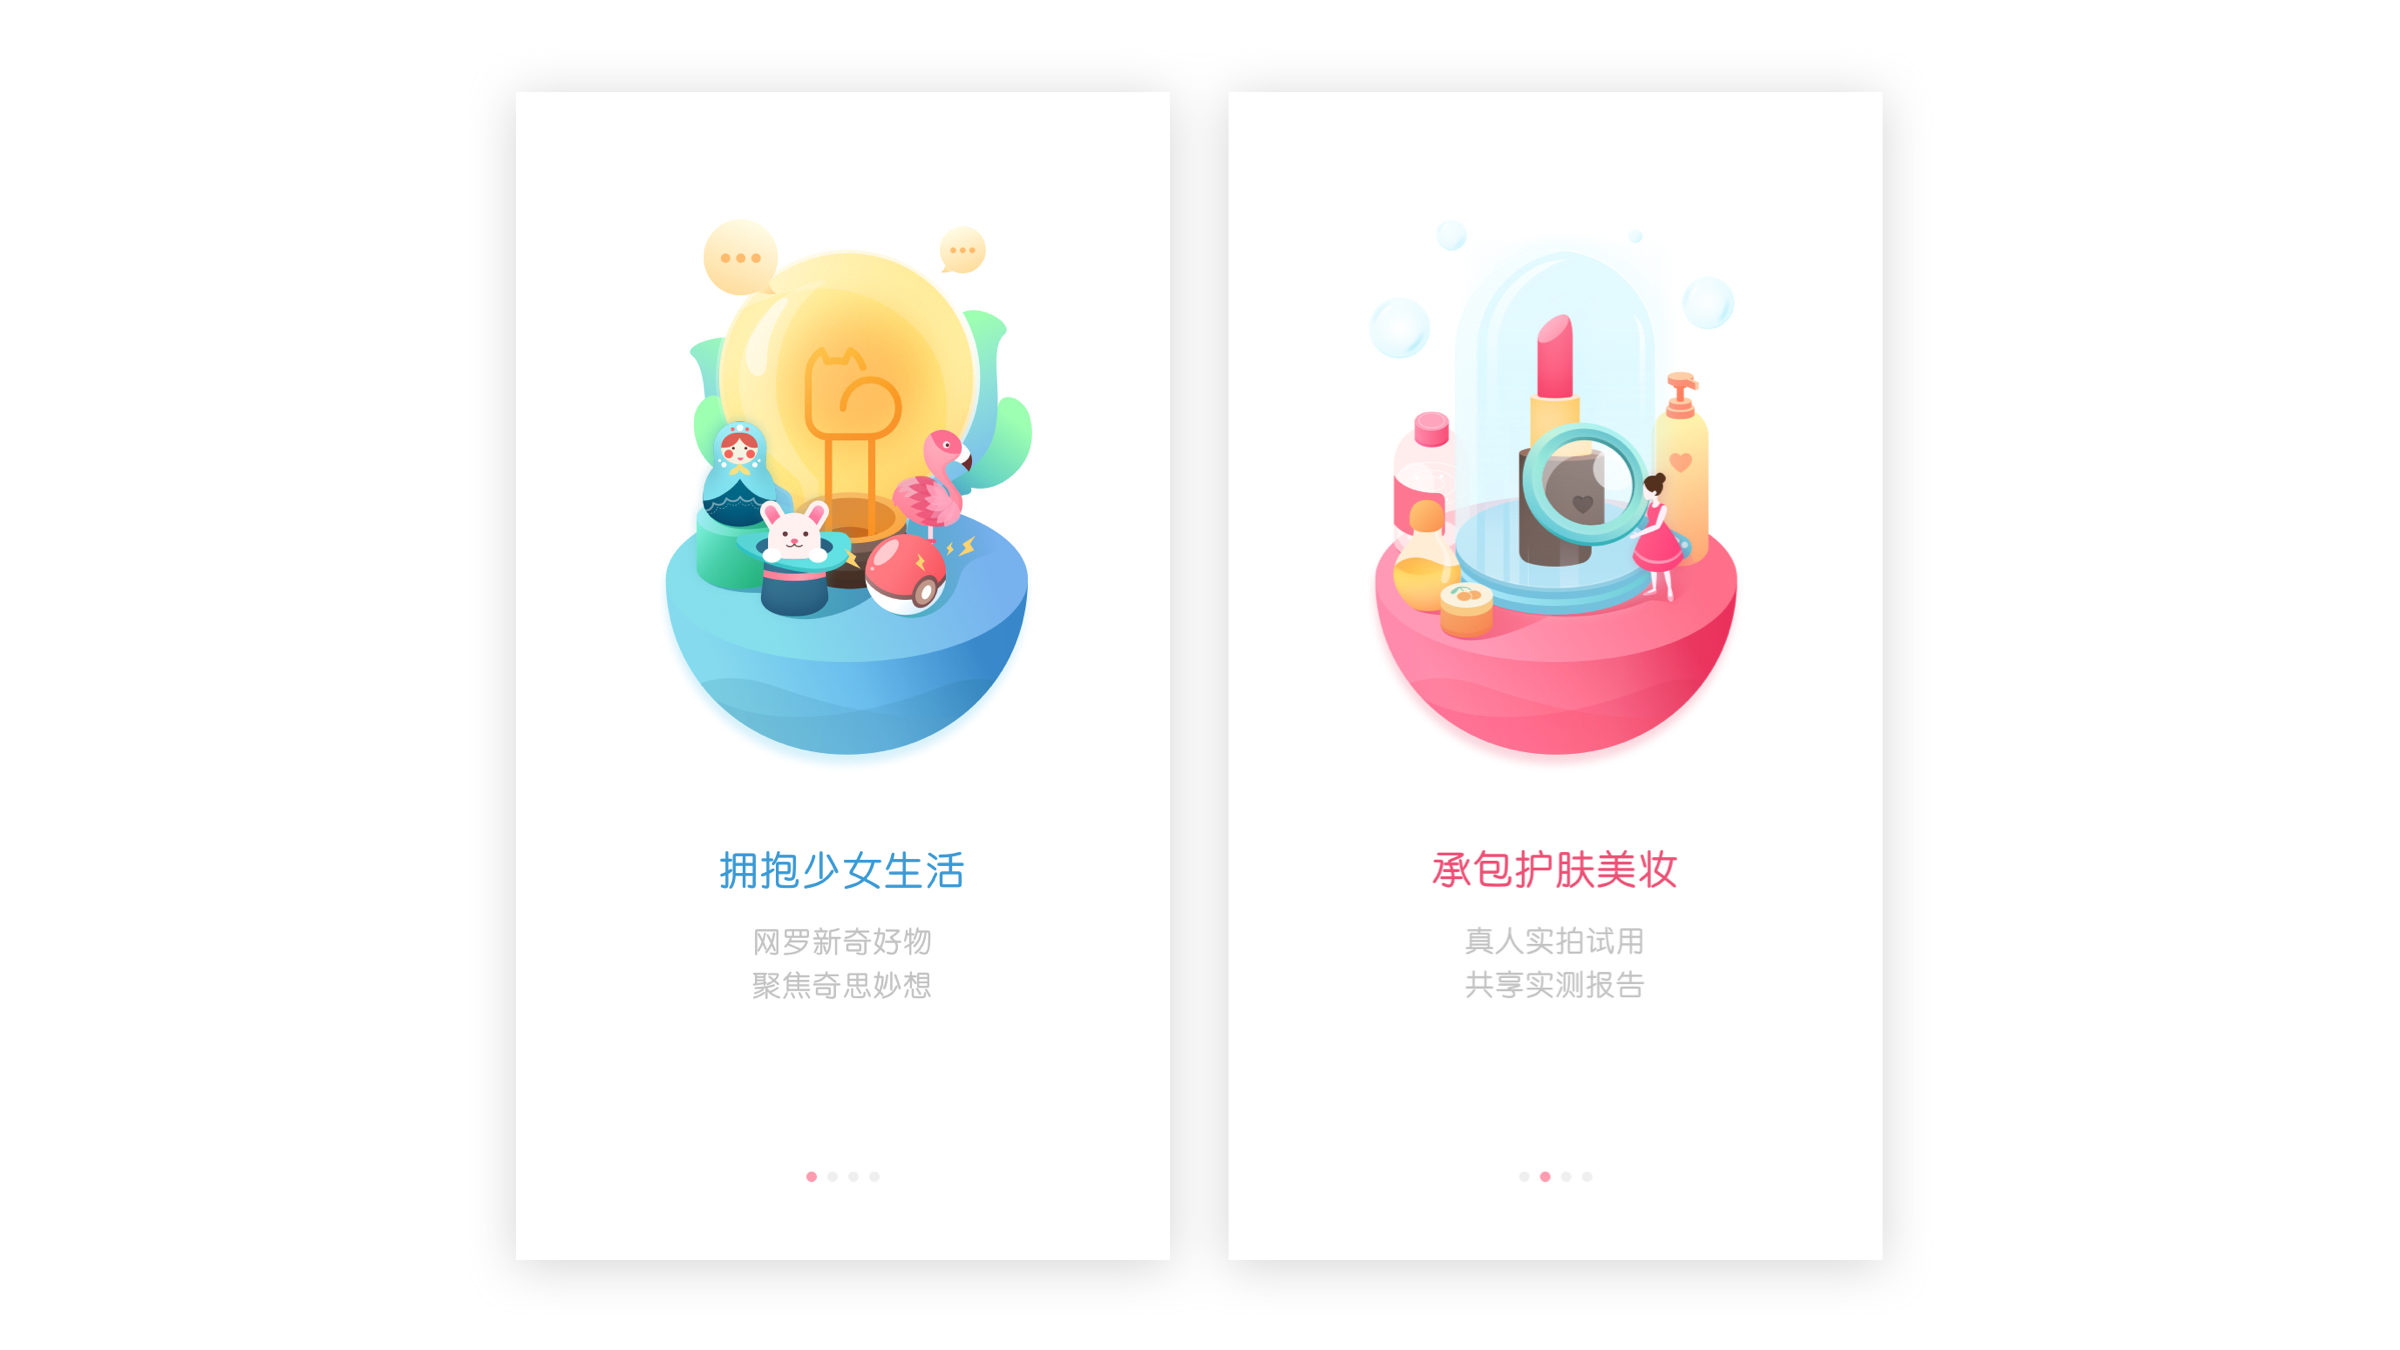 拥抱少女生活
网罗新奇好物
聚焦奇思妙想
承包护肤美妆
真人实拍试用
共享实测报告